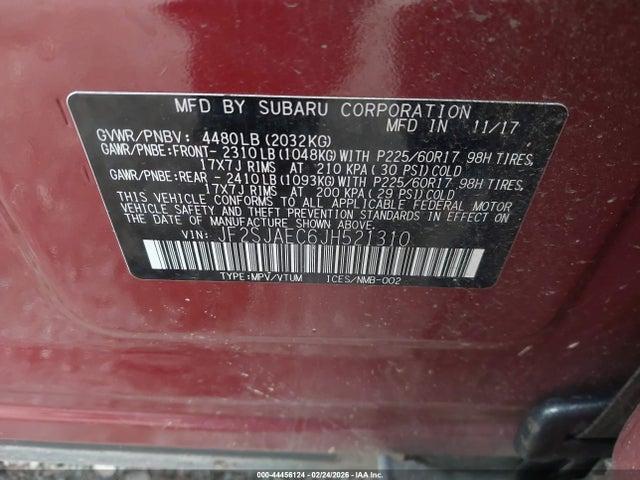 MFD BY SUBARU CORPORATION
GVWR/PNBV: 4480LB(2032KG) MFD IN 11/17
GAWR/PNBE:FRONT- 2310LB(1048KG)WITH P225/60R17 98H TIRES,
17X7J RIMS AT 210 KPA(30 PSI)COLD
GAWR/PNBE:REAR - 2410LB(1093KG)WITH P225/60R17 98H TIRES,
17X7J RIMS AT 200 KPA(29 PSI)COLD
THIS VEHICLE CONFORMS TO ALL APPLICABLE FEDERAL MOTOR
VEHICLE SAFETY AND THEFT PREVENTION STANDARDS IN EFFECT ON
THE DATE OF MANUFACTURE SHOWN ABOVE.
VIN: JF2SJAEC6JH521310
TYPE:MPV/VTUM ICES/NMB-002
000-44456124 - 02/24/2026 - IAAI.com